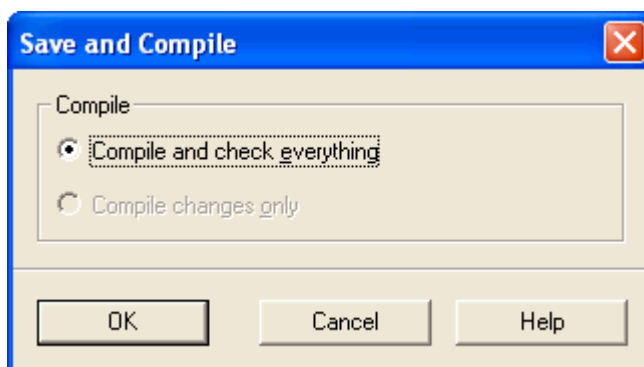 Save and Compile
Compile
Compile and check everything
Compile changes only
OK Cancel Help